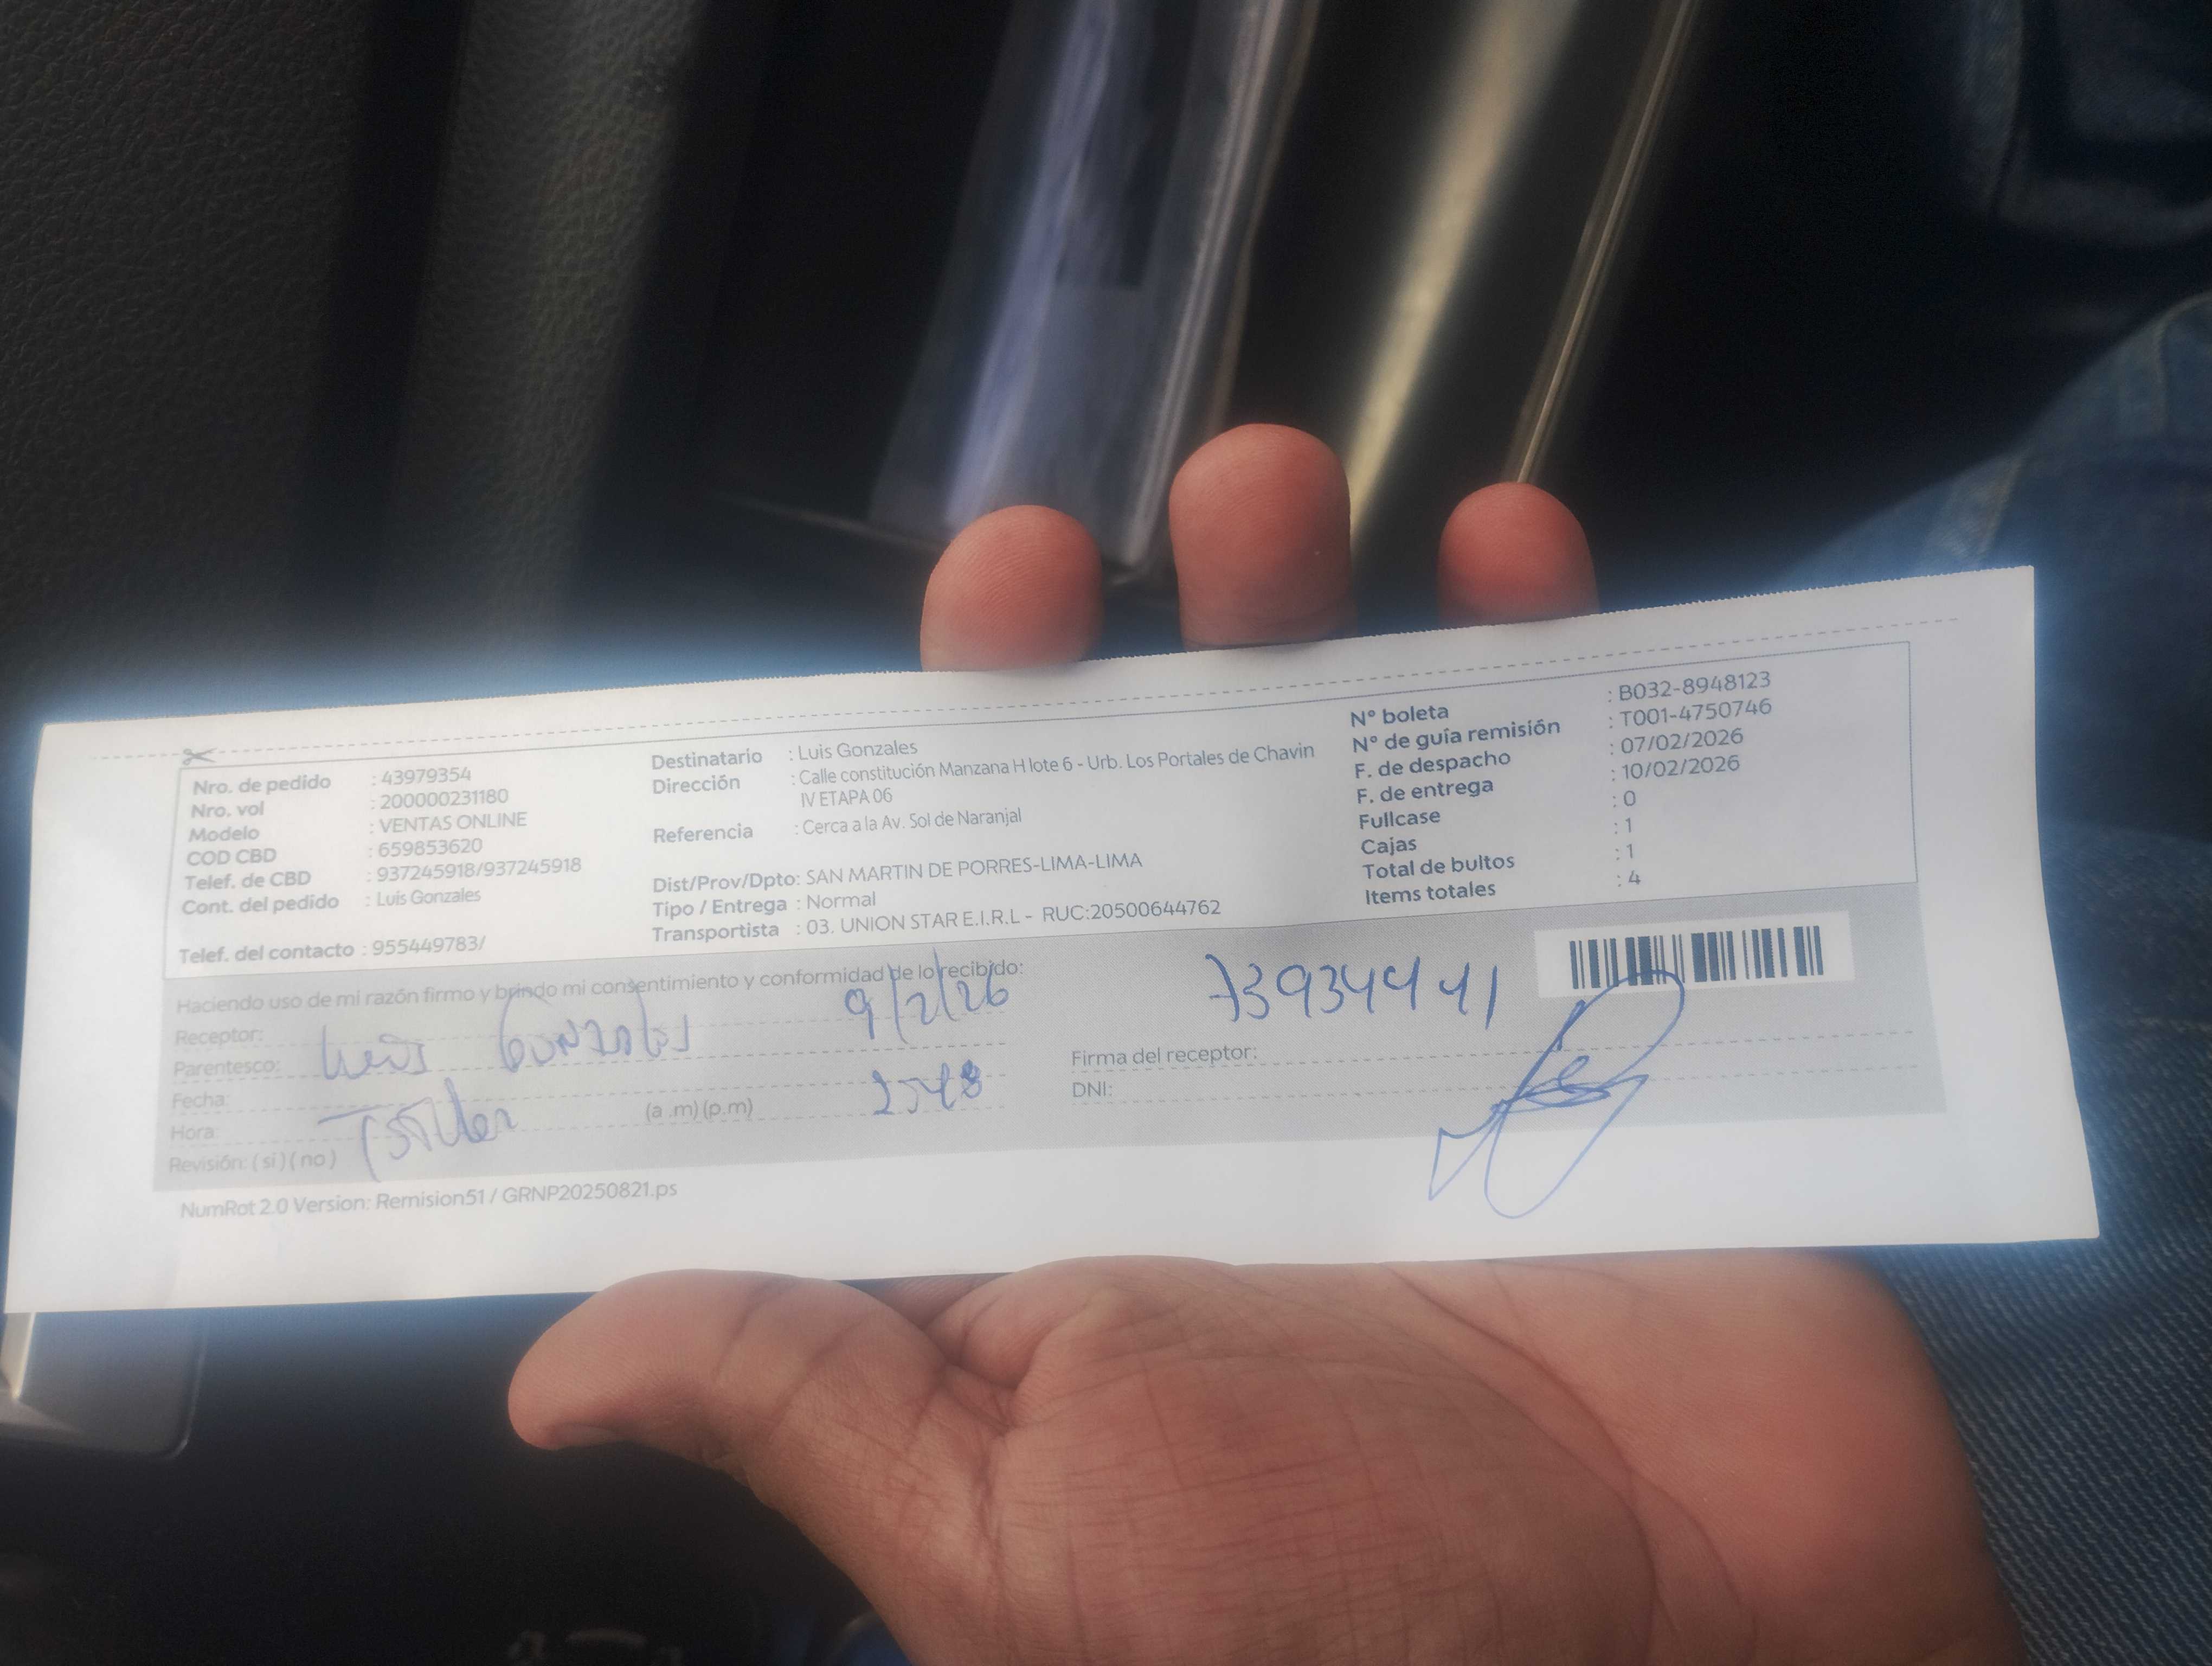 Nro. de pedido : 43979354
Nro. vol : 200000231180
Modelo : VENTAS ONLINE
COD CBD : 659853620
Telef. de CBD : 937245918/937245918
Cont. del pedido : Luis Gonzales
Telef. del contacto : 955449783/
Destinatario : Luis Gonzales
Dirección : Calle constitución Manzana H lote 6 - Urb. Los Portales de Chavin
IV ETAPA 06
Referencia : Cerca a la Av. Sol de Naranjal
Dist/Prov/Dpto: SAN MARTIN DE PORRES-LIMA-LIMA
Tipo / Entrega : Normal
Transportista : 03. UNION STAR E.I.R.L - RUC:20500644762
N° boleta : B032-8948123
N° de guía remisión : T001-4750746
F. de despacho : 07/02/2026
F. de entrega : 10/02/2026
Fullcase : 0
Cajas : 1
Total de bultos : 1
Items totales : 4
Haciendo uso de mi razón firmo y brindo mi consentimiento y conformidad de lo recibido:
Receptor:
Parentesco: Luis Gonzales 9/2/26
Fecha:
Hora: (a .m) (p.m)
Revisión: ( si ) ( no ) Titular
73934441
Firma del receptor:
DNI:
NumRot 2.0 Version: Remision51 / GRNP20250821.ps